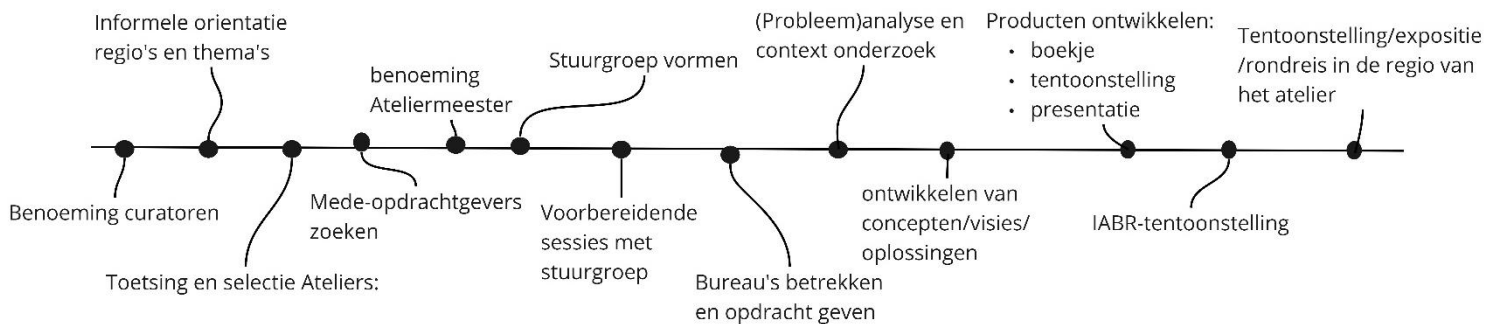 Benoeming curatoren
Informele orientatie
regio's en thema's
Toetsing en selectie Ateliers:
Mede-opdrachtgevers
zoeken
benoeming
Ateliermeester
Stuurgroep vormen
Voorbereidende
sessies met
stuurgroep
Bureau's betrekken
en opdracht geven
(Probleem)analyse en
context onderzoek
ontwikkelen van
concepten/visies/
oplossingen
Producten ontwikkelen:
• boekje
• tentoonstelling
• presentatie
IABR-tentoonstelling
Tentoonstelling/expositie
/rondreis in de regio van
het atelier